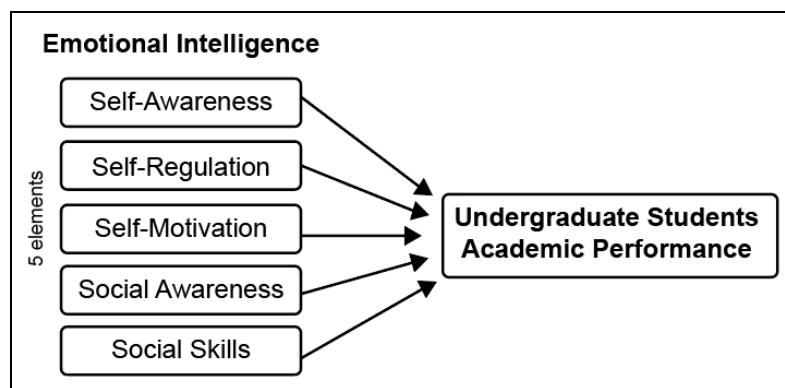 Emotional Intelligence
5 elements
Self-Awareness
Self-Regulation
Self-Motivation
Social Awareness
Social Skills
Undergraduate Students
Academic Performance